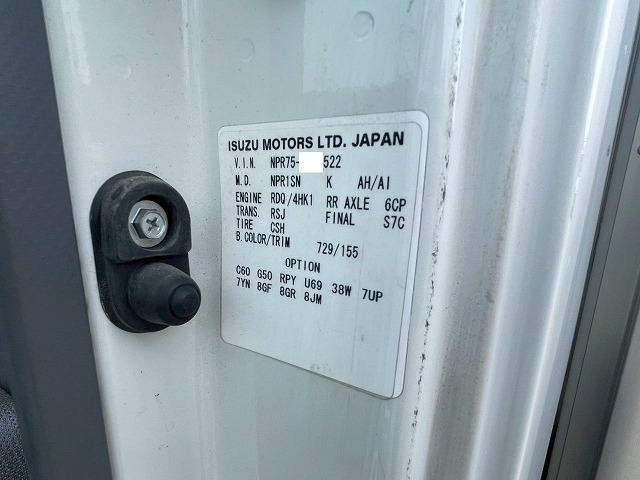 ISUZU MOTORS LTD. JAPAN
V.I.N. NPR75- 522
M.D. NPR1SN K AH/AI
ENGINE RDQ/4HK1 RR AXLE 6CP
TRANS. RSJ FINAL S7C
TIRE CSH
B.COLOR/TRIM 729/155
OPTION
C60 G50 RPY U69 38W 7UP
7YN 8GF 8GR 8JM